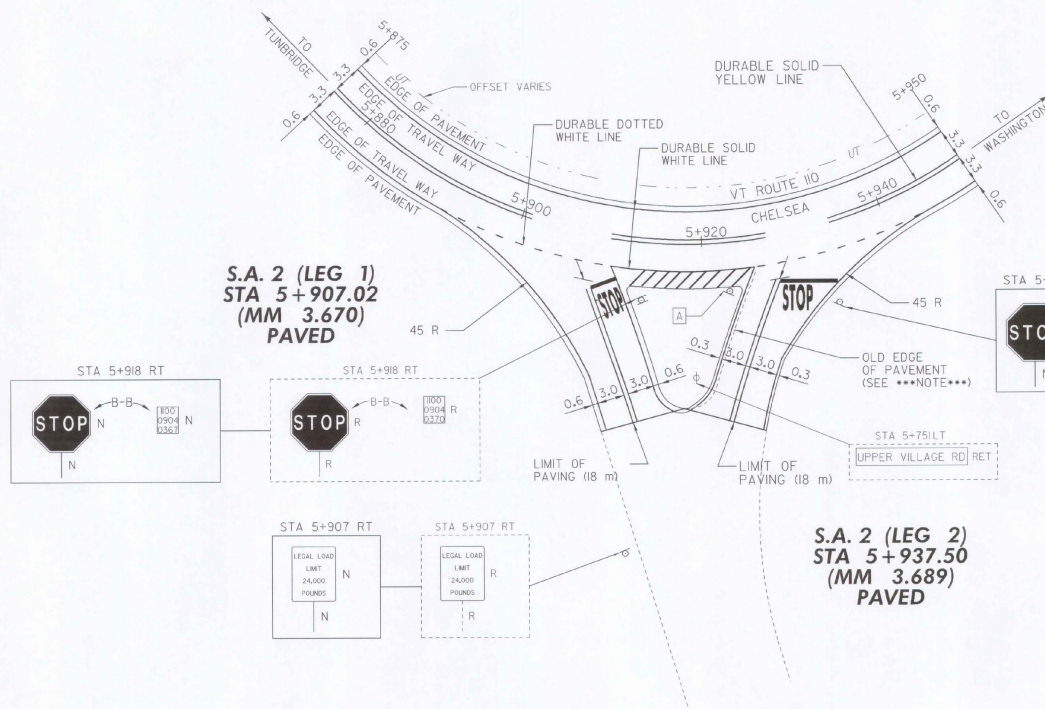 TO
TUNBRIDGE
0.6
3.3
3.3
0.6
5+875
UT
EDGE OF PAVEMENT
EDGE OF TRAVEL WAY
5+880
EDGE OF TRAVEL WAY
EDGE OF PAVEMENT
OFFSET VARIES
DURABLE DOTTED
WHITE LINE
DURABLE SOLID
WHITE LINE
DURABLE SOLID
YELLOW LINE
5+950
0.6
3.3
3.3
0.6
TO
WASHINGTON
UT
VT ROUTE 110
CHELSEA
5+900
5+920
5+940
S.A. 2 (LEG 1)
STA 5+907.02
(MM 3.670)
PAVED
45 R
STOP
A
STOP
45 R
STA 5+
STO
N
OLD EDGE
OF PAVEMENT
(SEE ***NOTE***)
0.6
3.0
3.0
0.6
0.3
3.0
3.0
0.3
STA 5+918 RT
STOP
N
B-B
1100
0904
0367
N
N
STA 5+918 RT
STOP
R
B-B
1100
0904
0370
R
R
LIMIT OF
PAVING (18 m)
LIMIT OF
PAVING (18 m)
STA 5+751LT
UPPER VILLAGE RD RET
STA 5+907 RT
LEGAL LOAD
LIMIT
24,000
POUNDS
N
N
STA 5+907 RT
LEGAL LOAD
LIMIT
24,000
POUNDS
R
R
S.A. 2 (LEG 2)
STA 5+937.50
(MM 3.689)
PAVED